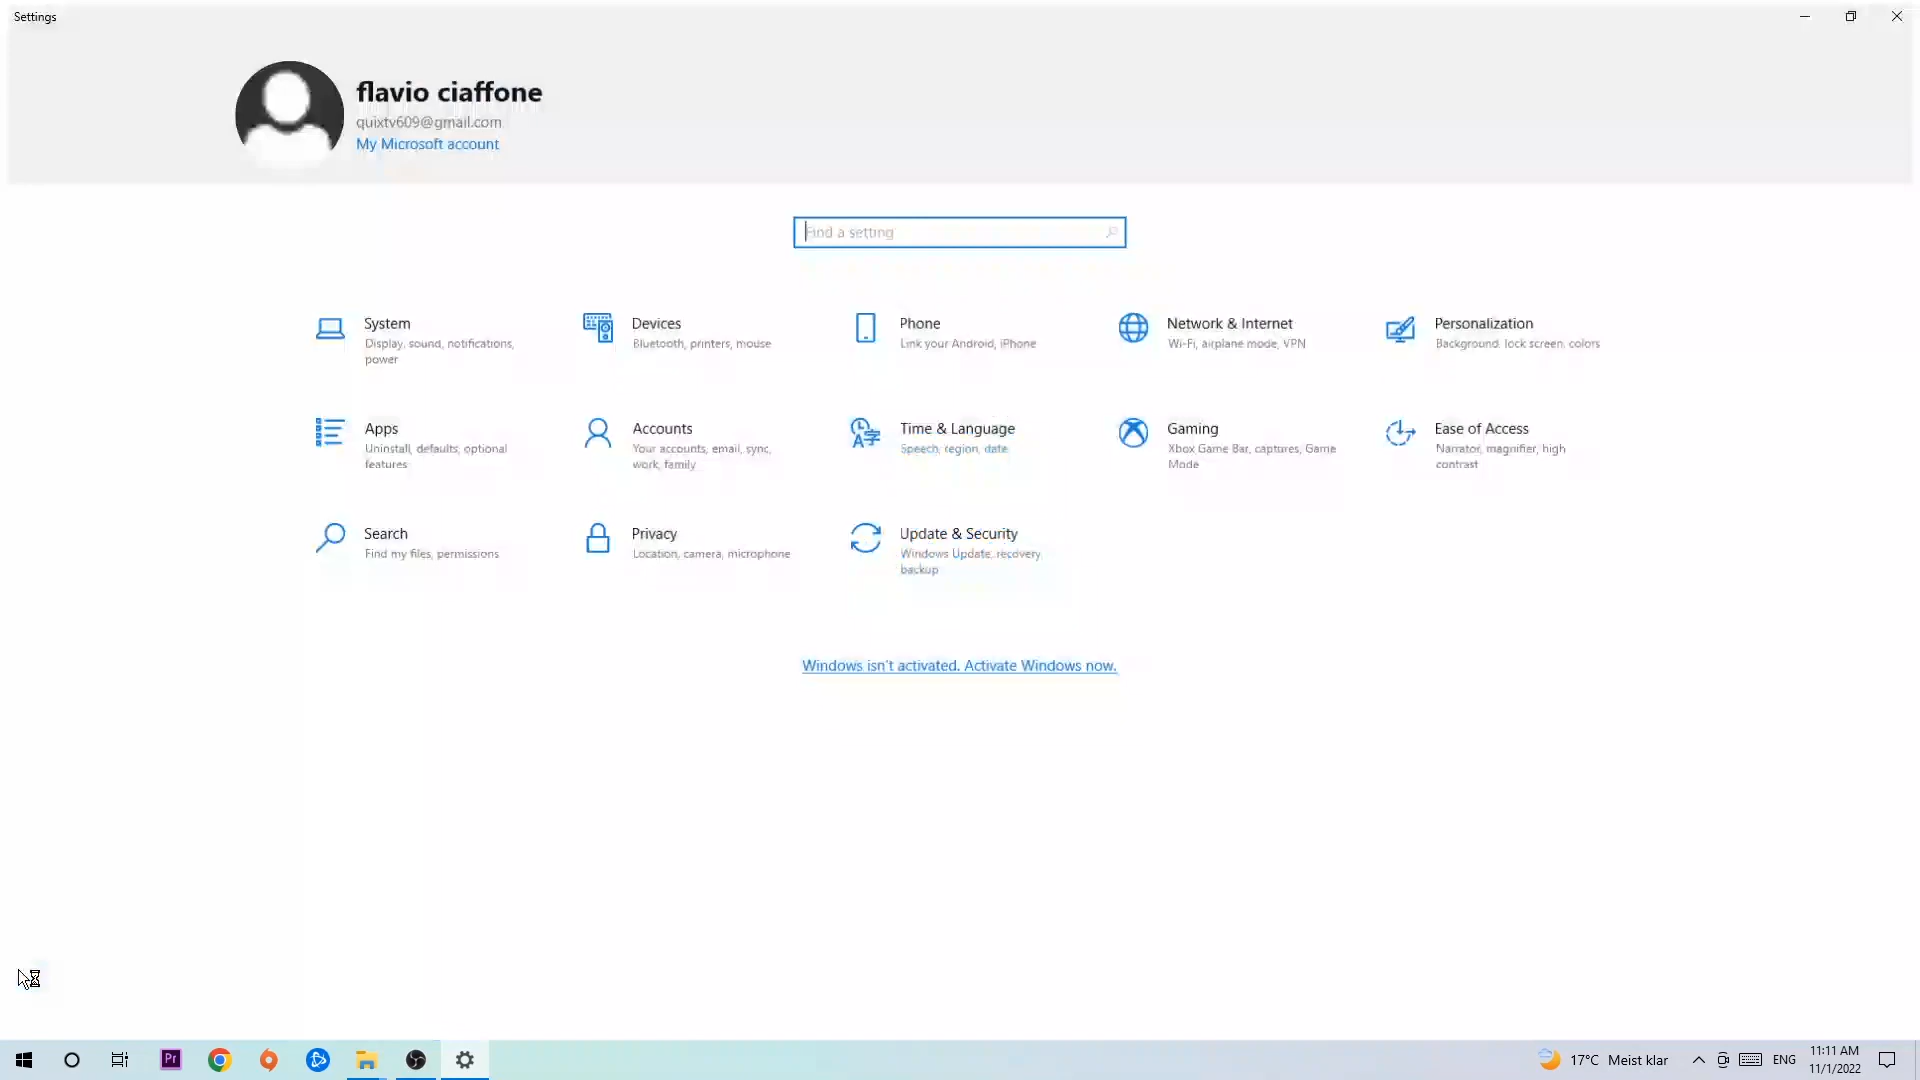 Settings
flavio ciaffone
quixtv609@gmail.com
My Microsoft account
Find a setting
System
Display, sound, notifications,
power
Devices
Bluetooth, printers, mouse
Phone
Link your Android, iPhone
Network & Internet
Wi-Fi, airplane mode, VPN
Personalization
Background, lock screen, colors
Apps
Uninstall, defaults, optional
features
Accounts
Your accounts, email, sync,
work, family
Time & Language
Speech, region, date
Gaming
Xbox Game Bar, captures, Game
Mode
Ease of Access
Narrator, magnifier, high
contrast
Search
Find my files, permissions
Privacy
Location, camera, microphone
Update & Security
Windows Update, recovery,
backup
Windows isn't activated. Activate Windows now.
Pr
17°C Meist klar
ENG
11:11 AM
11/1/2022